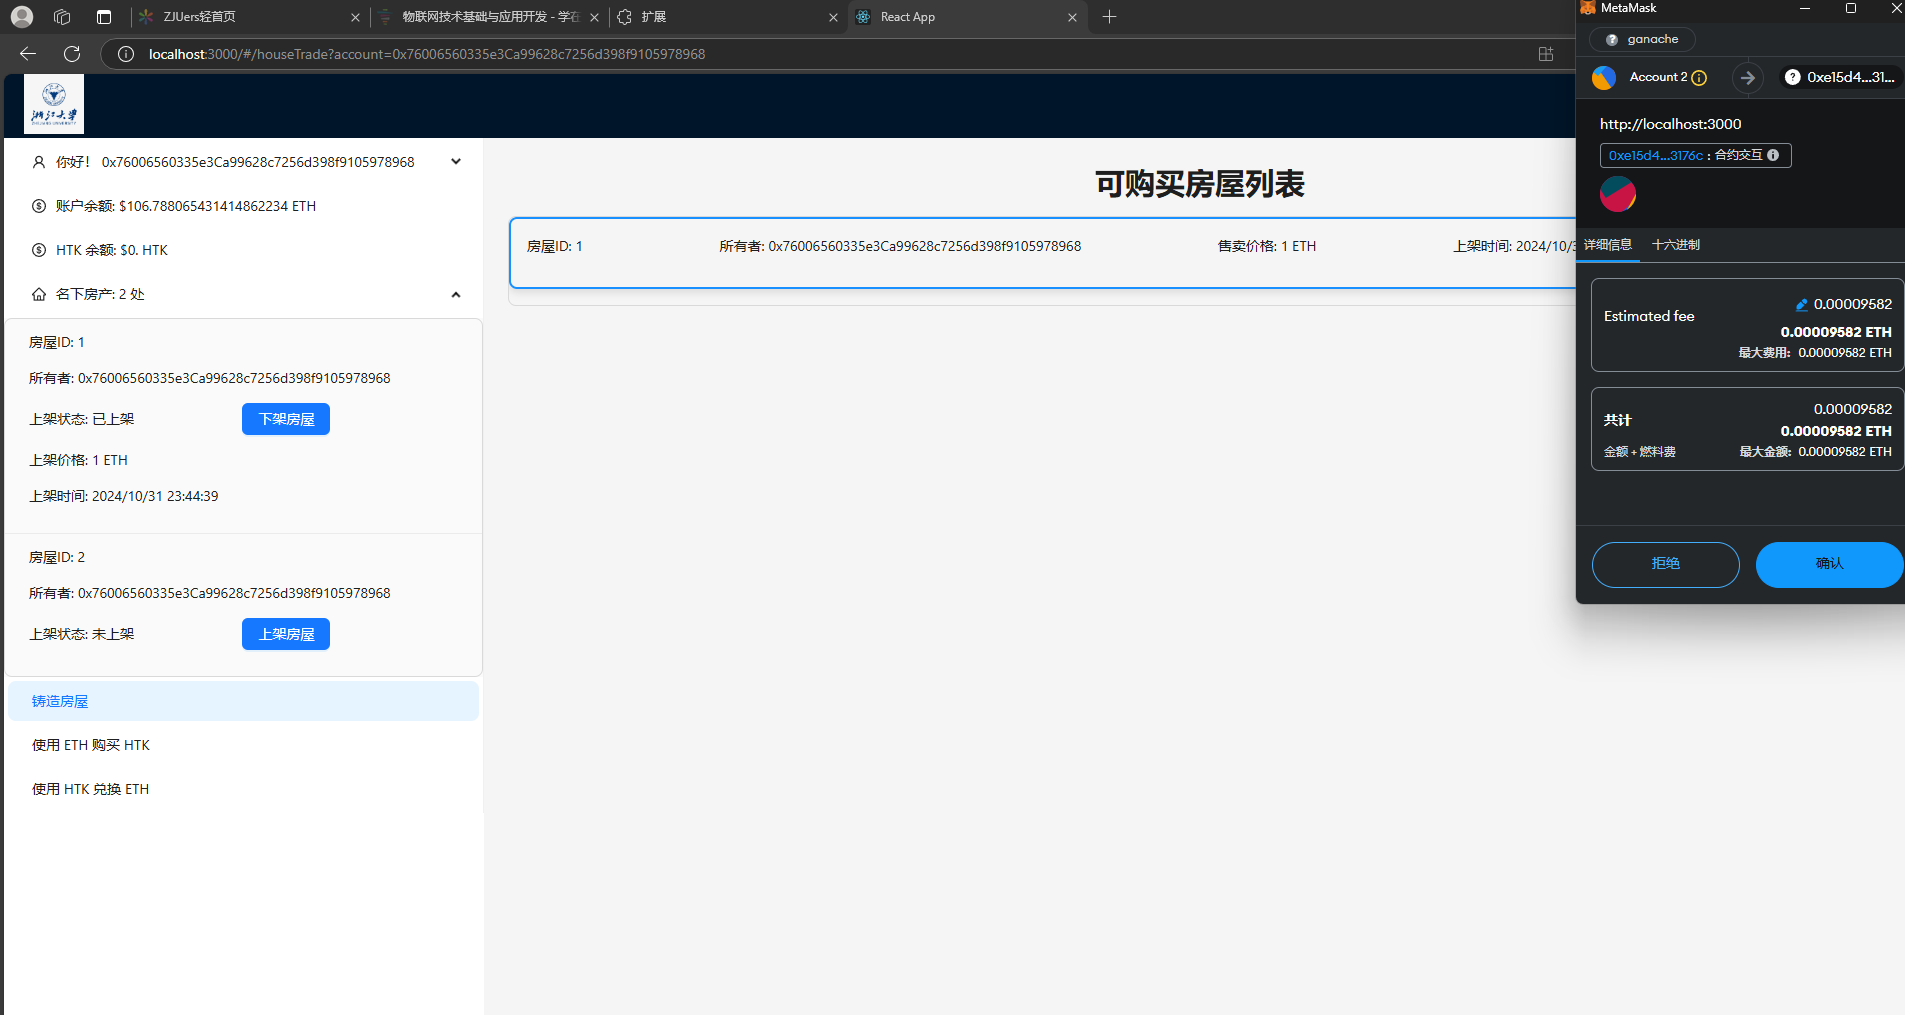 ZJUers轻首页
物联网技术基础与应用开发 - 学在
扩展
React App
localhost:3000/#/houseTrade?account=0x76006560335e3Ca99628c7256d398f9105978968
浙江大学
ZHEJIANG UNIVERSITY
你好！ 0x76006560335e3Ca99628c7256d398f9105978968
账户余额: $106.788065431414862234 ETH
HTK 余额: $0. HTK
名下房产: 2 处
房屋ID: 1
所有者: 0x76006560335e3Ca99628c7256d398f9105978968
上架状态: 已上架
下架房屋
上架价格: 1 ETH
上架时间: 2024/10/31 23:44:39
房屋ID: 2
所有者: 0x76006560335e3Ca99628c7256d398f9105978968
上架状态: 未上架
上架房屋
铸造房屋
使用 ETH 购买 HTK
使用 HTK 兑换 ETH
可购买房屋列表
房屋ID: 1
所有者: 0x76006560335e3Ca99628c7256d398f9105978968
售卖价格: 1 ETH
上架时间: 2024/10/3
MetaMask
ganache
Account 2
0xe15d4...31...
http://localhost:3000
0xe15d4...3176c : 合约交互
详细信息
十六进制
Estimated fee
0.00009582
0.00009582 ETH
最大费用: 0.00009582 ETH
共计
0.00009582
0.00009582 ETH
金额 + 燃料费
最大金额: 0.00009582 ETH
拒绝
确认